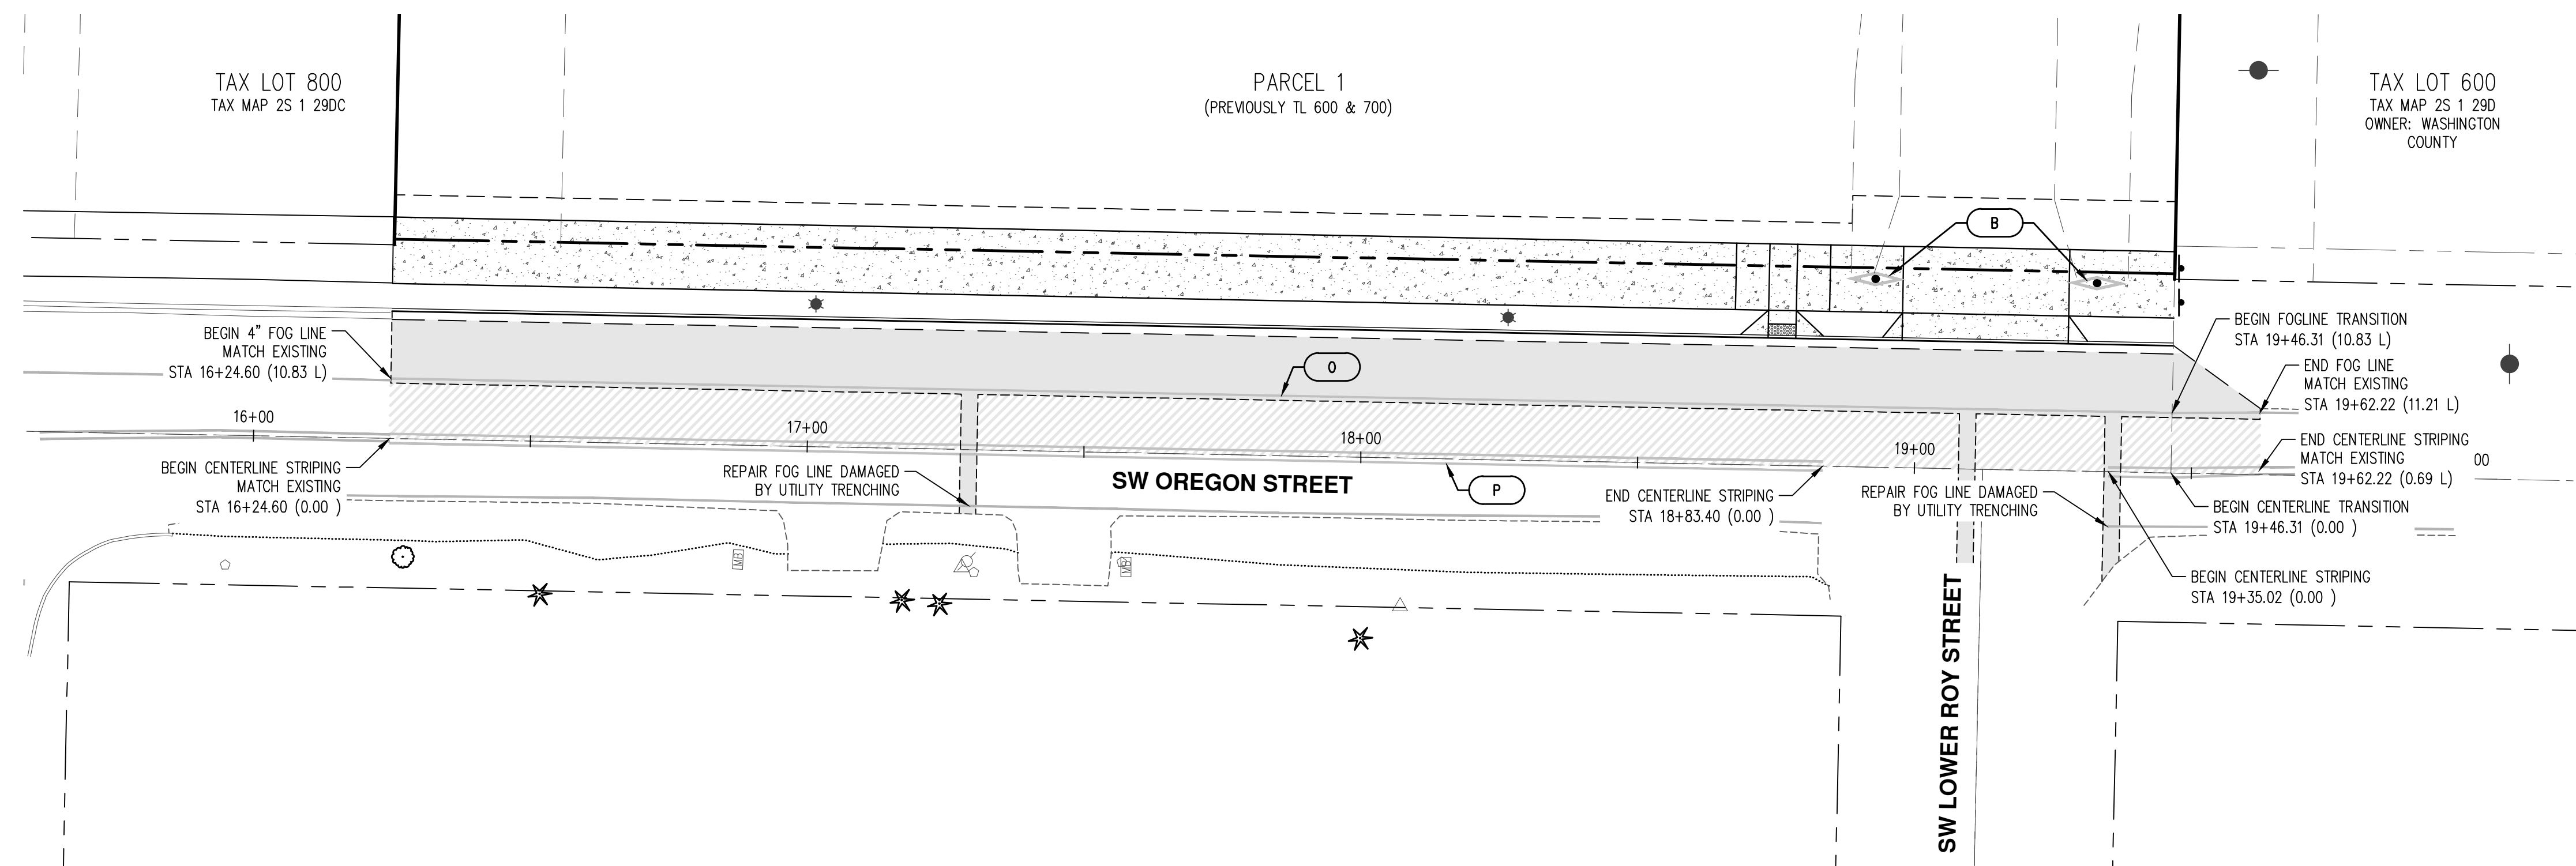 TAX LOT 800
TAX MAP 2S 1 29DC
PARCEL 1
(PREVIOUSLY TL 600 & 700)
TAX LOT 600
TAX MAP 2S 1 29D
OWNER: WASHINGTON
COUNTY
B
BEGIN 4" FOG LINE
MATCH EXISTING
STA 16+24.60 (10.83 L)
O
BEGIN FOGLINE TRANSITION
STA 19+46.31 (10.83 L)
END FOG LINE
MATCH EXISTING
STA 19+62.22 (11.21 L)
16+00
17+00
18+00
19+00
00
BEGIN CENTERLINE STRIPING
MATCH EXISTING
STA 16+24.60 (0.00 )
REPAIR FOG LINE DAMAGED
BY UTILITY TRENCHING
SW OREGON STREET
P
END CENTERLINE STRIPING
STA 18+83.40 (0.00 )
REPAIR FOG LINE DAMAGED
BY UTILITY TRENCHING
END CENTERLINE STRIPING
MATCH EXISTING
STA 19+62.22 (0.69 L)
BEGIN CENTERLINE TRANSITION
STA 19+46.31 (0.00 )
BEGIN CENTERLINE STRIPING
STA 19+35.02 (0.00 )
MB
MB
SW LOWER ROY STREET